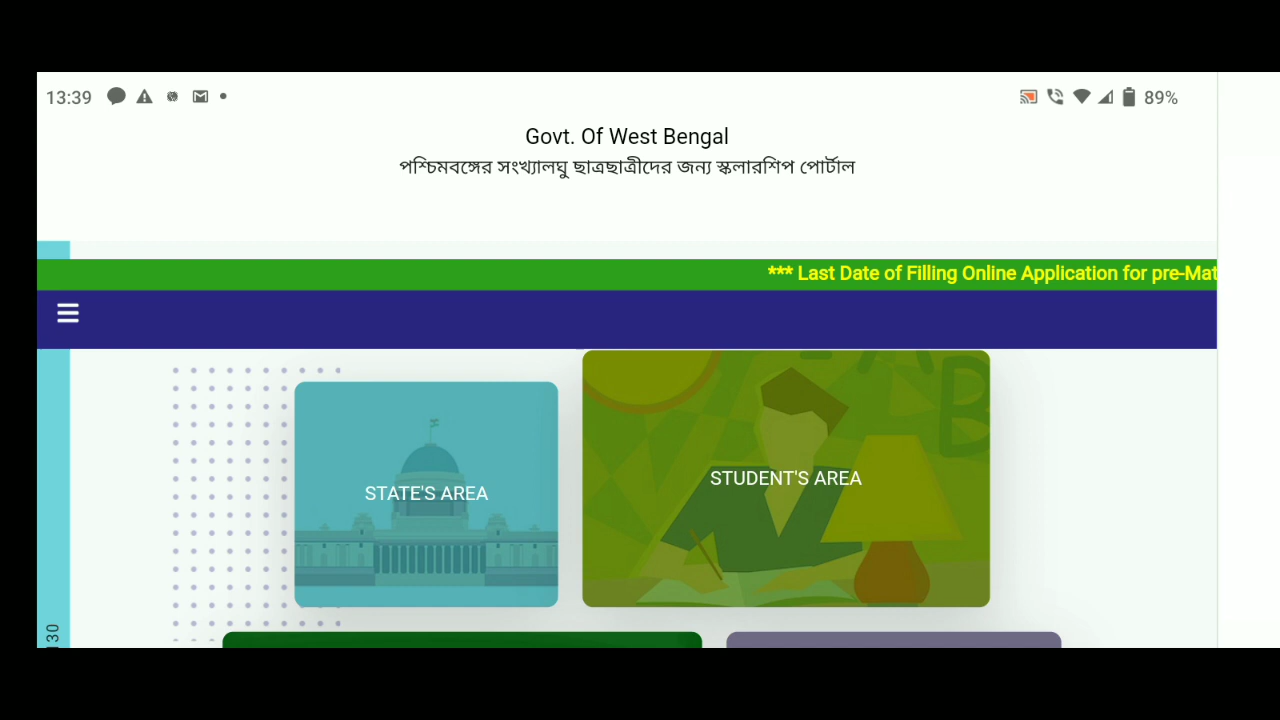 13:39
89%
Govt. Of West Bengal
পশ্চিমবঙ্গের সংখ্যালঘু ছাত্রছাত্রীদের জন্য স্কলারশিপ পোর্টাল
*** Last Date of Filling Online Application for pre-Mat
STATE'S AREA
STUDENT'S AREA
130